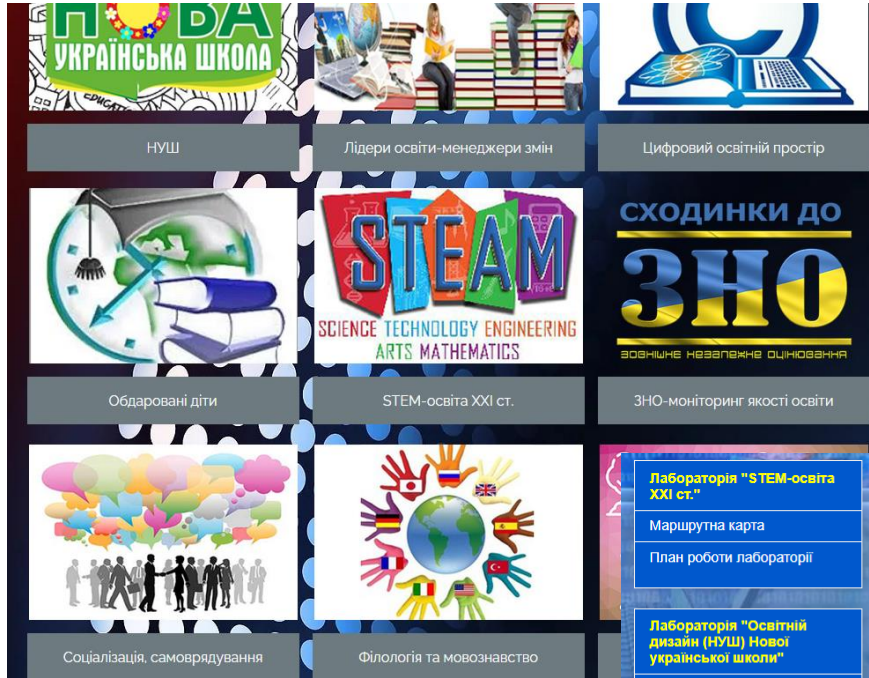 НОВА
УКРАЇНСЬКА ШКОЛА
НУШ
Лідери освіти-менеджери змін
Цифровий освітній простір
Обдаровані діти
STEAM
SCIENCE TECHNOLOGY ENGINEERING
ARTS MATHEMATICS
STEM-освіта XXI ст.
СХОДИНКИ ДО
ЗНО
ЗОВНІШНЄ НЕЗАЛЕЖНЕ ОЦІНЮВАННЯ
ЗНО-моніторинг якості освіти
Соціалізація, самоврядування
Філологія та мовознавство
Лабораторія "STEM-освіта
XXI ст."
Маршрутна карта
План роботи лабораторії
Лабораторія "Освітній
дизайн (НУШ) Нової
української школи"